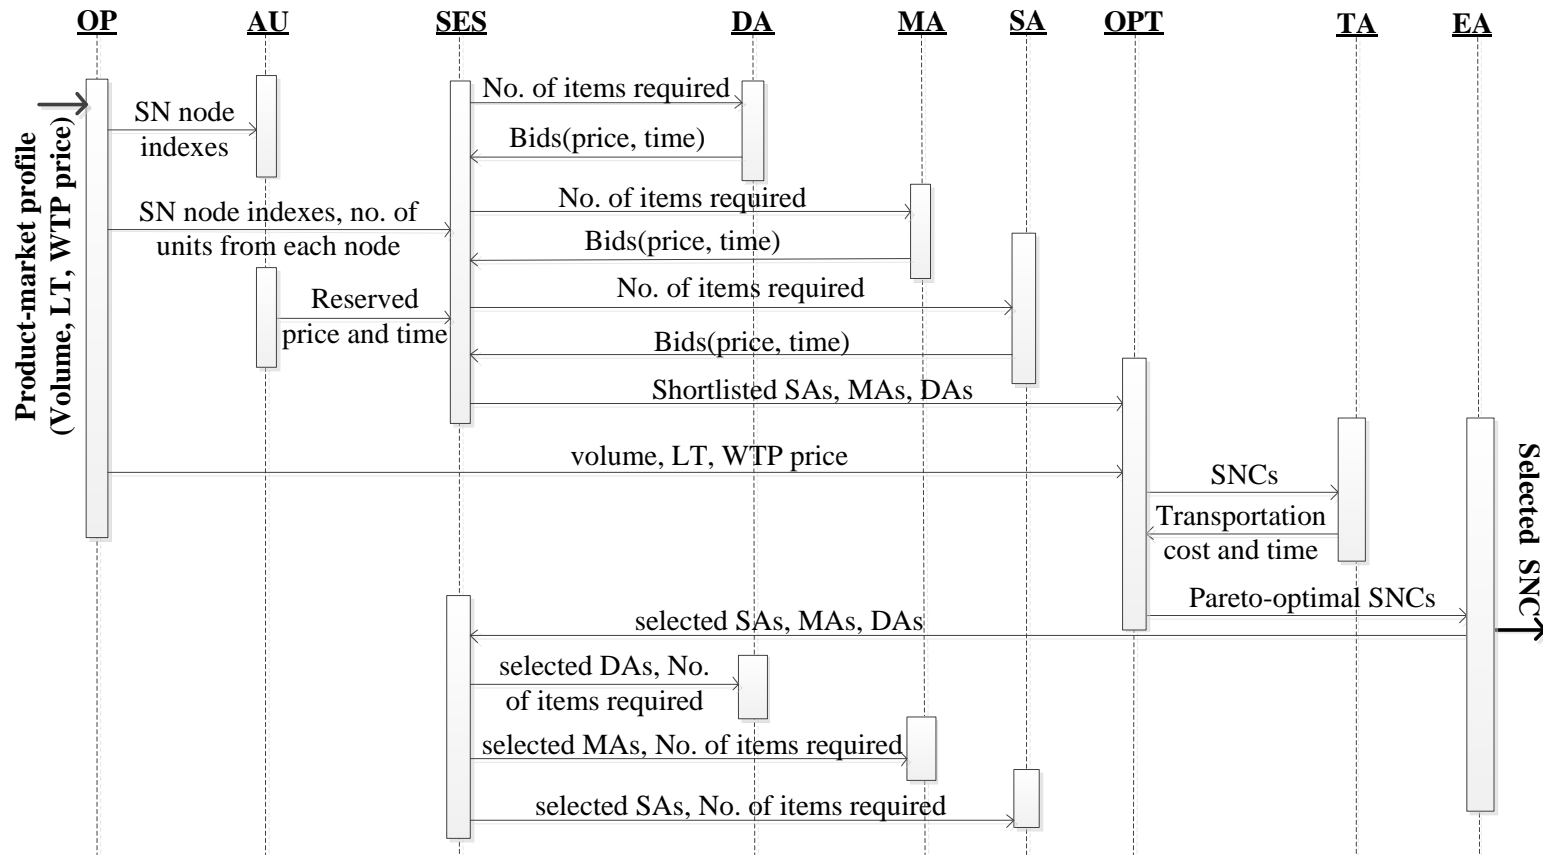 OP
AU
SES
DA
MA
SA
OPT
TA
EA
Product-market profile
(Volume, LT, WTP price)
No. of items required
SN node
indexes
Bids(price, time)
No. of items required
SN node indexes, no. of
units from each node
Bids(price, time)
No. of items required
Reserved
price and time
Bids(price, time)
Shortlisted SAs, MAs, DAs
volume, LT, WTP price
SNCs
Transportation
cost and time
Selected SNC
Pareto-optimal SNCs
selected SAs, MAs, DAs
selected DAs, No.
of items required
selected MAs, No. of items required
selected SAs, No. of items required